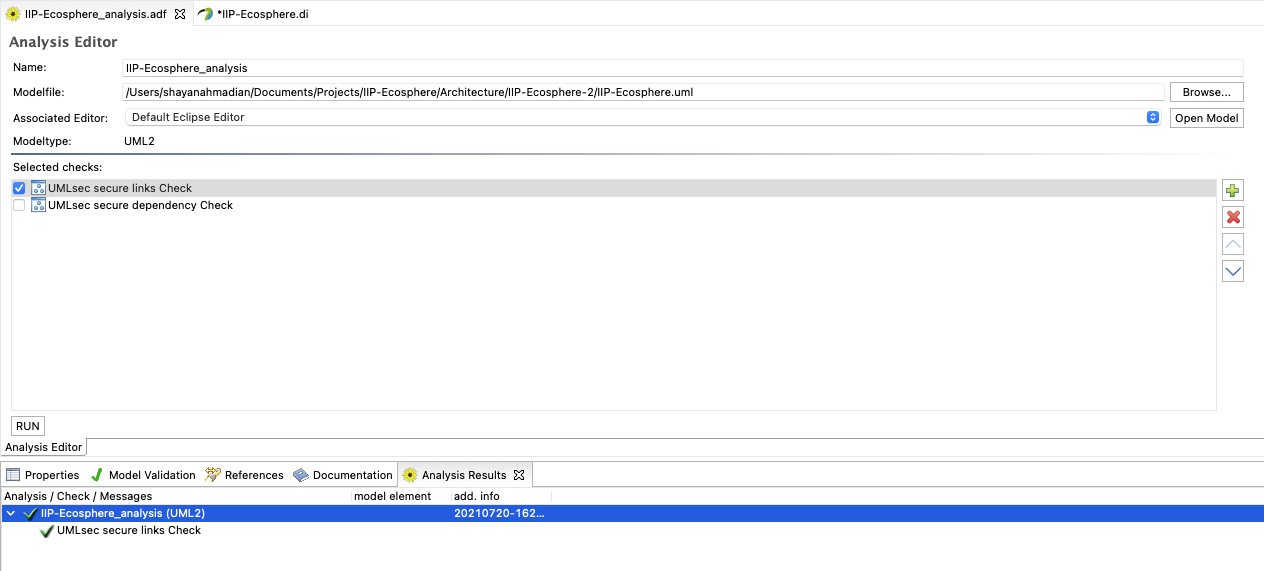 IIP-Ecosphere_analysis.adf *IIP-Ecosphere.di
Analysis Editor
Name: IIP-Ecosphere_analysis
Modelfile: /Users/shayanahmadian/Documents/Projects/IIP-Ecosphere/Architecture/IIP-Ecosphere-2/IIP-Ecosphere.uml Browse...
Associated Editor: Default Eclipse Editor Open Model
Modeltype: UML2
Selected checks:
UMLsec secure links Check
UMLsec secure dependency Check
RUN
Analysis Editor
Properties Model Validation References Documentation Analysis Results
Analysis / Check / Messages model element add. info
IIP-Ecosphere_analysis (UML2) 20210720-162...
UMLsec secure links Check